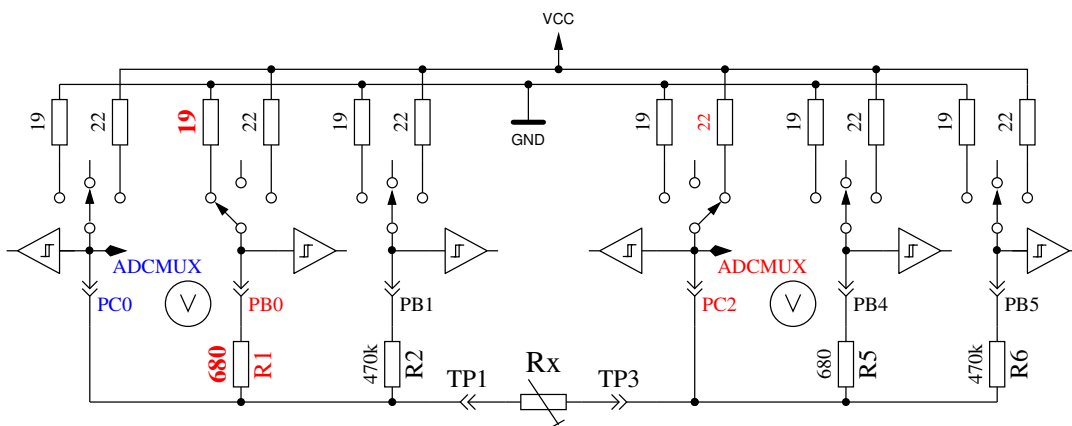 VCC
19
22
19
22
19
22
GND
19
22
19
22
19
22
ADCMUX
ADCMUX
PC0
V
PB0
PB1
PC2
V
PB4
PB5
680
R1
470k
R2
TP1
Rx
TP3
680
R5
470k
R6